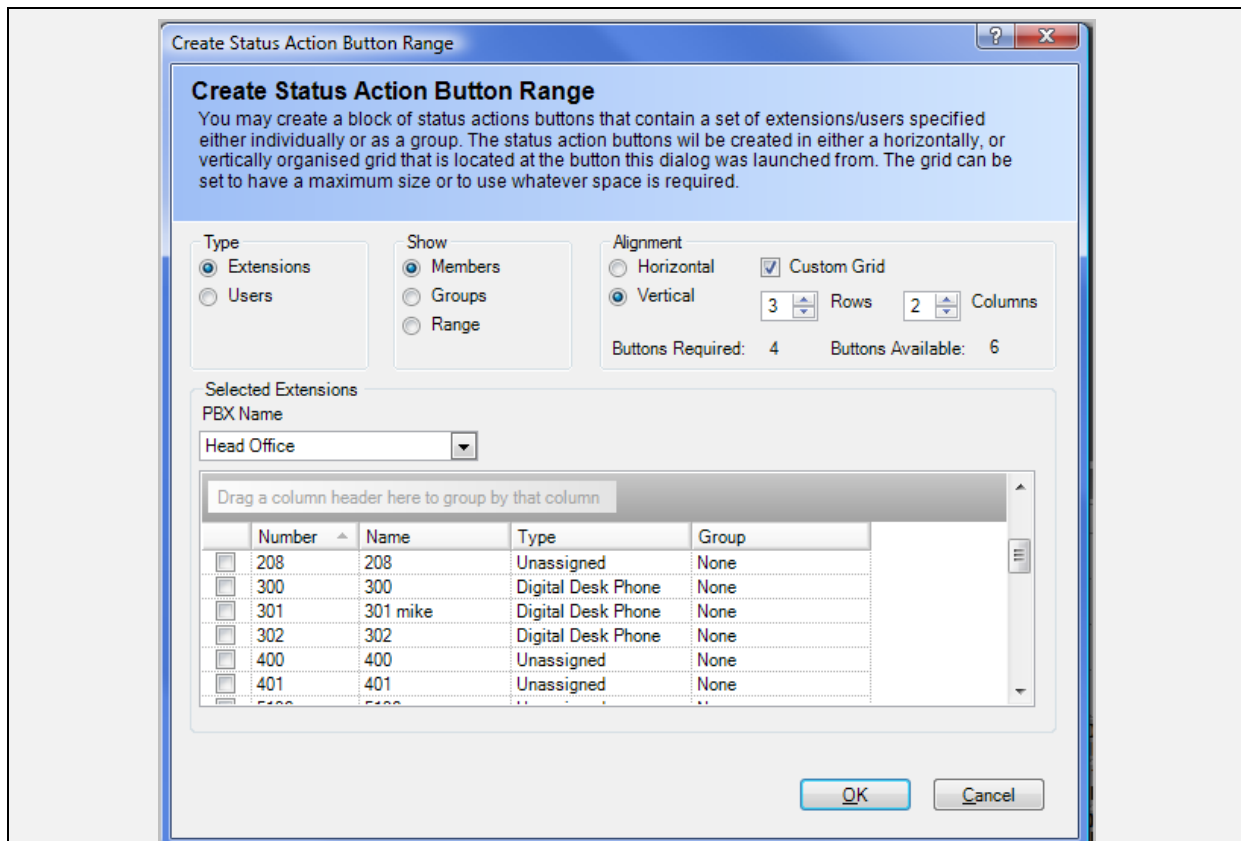 Create Status Action Button Range
Create Status Action Button Range
You may create a block of status actions buttons that contain a set of extensions/users specified
either individually or as a group. The status action buttons wil be created in either a horizontally, or
vertically organised grid that is located at the button this dialog was launched from. The grid can be
set to have a maximum size or to use whatever space is required.
Type
Extensions
Users
Show
Members
Groups
Range
Alignment
Horizontal
Custom Grid
Vertical
3 Rows 2 Columns
Buttons Required: 4 Buttons Available: 6
Selected Extensions
PBX Name
Head Office
Drag a column header here to group by that column
Number Name Type Group
208 208 Unassigned None
300 300 Digital Desk Phone None
301 301 mike Digital Desk Phone None
302 302 Digital Desk Phone None
400 400 Unassigned None
401 401 Unassigned None
OK Cancel